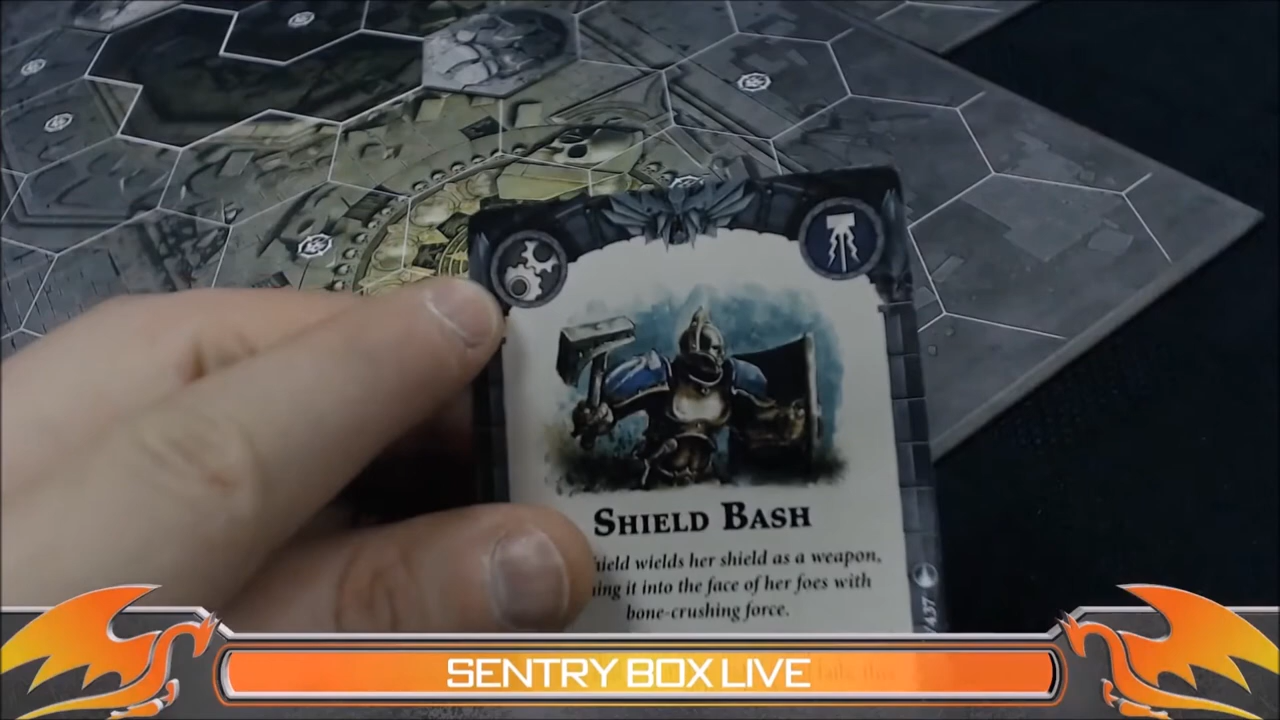 SHIELD BASH
wields her shield as a weapon,
it into the face of her foes with
bone-crushing force.
437
SENTRY BOX LIVE